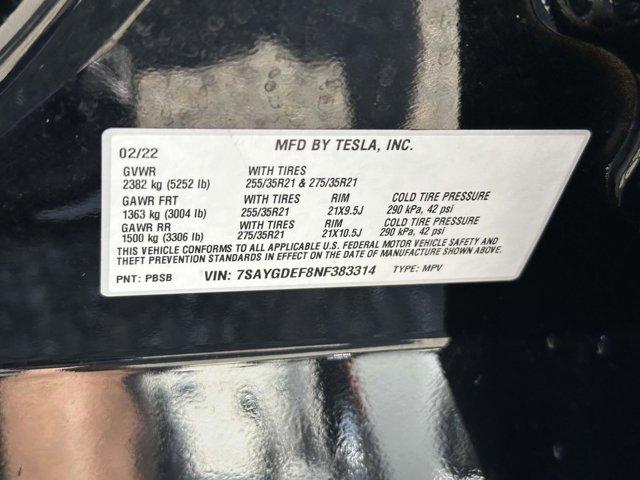 02/22 MFD BY TESLA, INC.
GVWR WITH TIRES
2382 kg (5252 lb) 255/35R21 & 275/35R21
GAWR FRT WITH TIRES RIM COLD TIRE PRESSURE
1363 kg (3004 lb) 255/35R21 21X9.5J 290 kPa, 42 psi
GAWR RR WITH TIRES RIM COLD TIRE PRESSURE
1500 kg (3306 lb) 275/35R21 21X10.5J 290 kPa, 42 psi
THIS VEHICLE CONFORMS TO ALL APPLICABLE U.S. FEDERAL MOTOR VEHICLE SAFETY AND
THEFT PREVENTION STANDARDS IN EFFECT ON THE DATE OF MANUFACTURE SHOWN ABOVE.
PNT: PBSB VIN: 7SAYGDEF8NF383314 TYPE: MPV